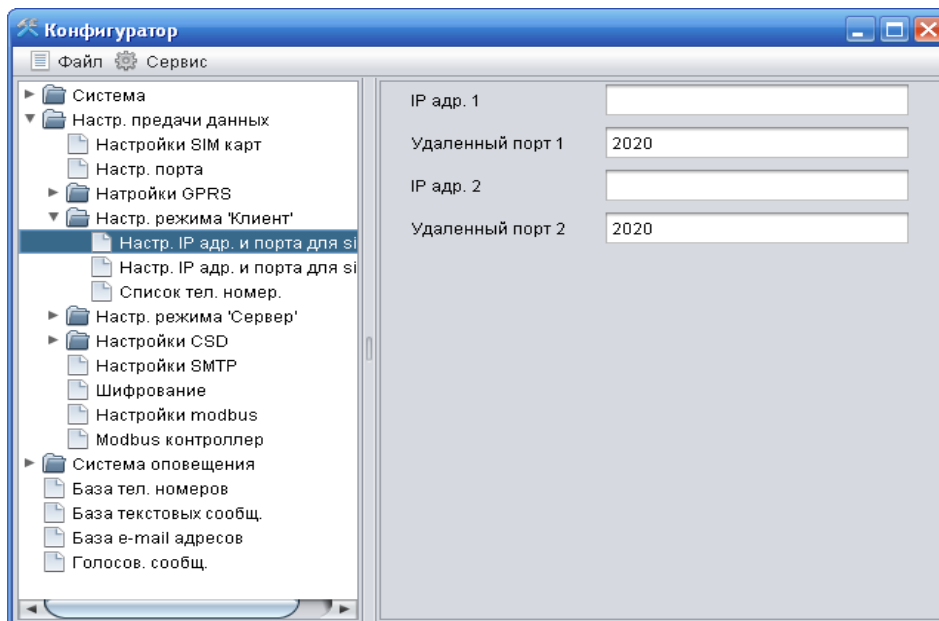 Конфигуратор
Файл Сервис
Система
Настр. предачи данных
Настройки SIM карт
Настр. порта
Натройки GPRS
Настр. режима 'Клиент'
Настр. IP адр. и порта для si
Настр. IP адр. и порта для si
Список тел. номер.
Настр. режима 'Сервер'
Настройки CSD
Настройки SMTP
Шифрование
Настройки modbus
Modbus контроллер
Система оповещения
База тел. номеров
База текстовых сообщ.
База e-mail адресов
Голосов. сообщ.
IP адр. 1
Удаленный порт 1 2020
IP адр. 2
Удаленный порт 2 2020